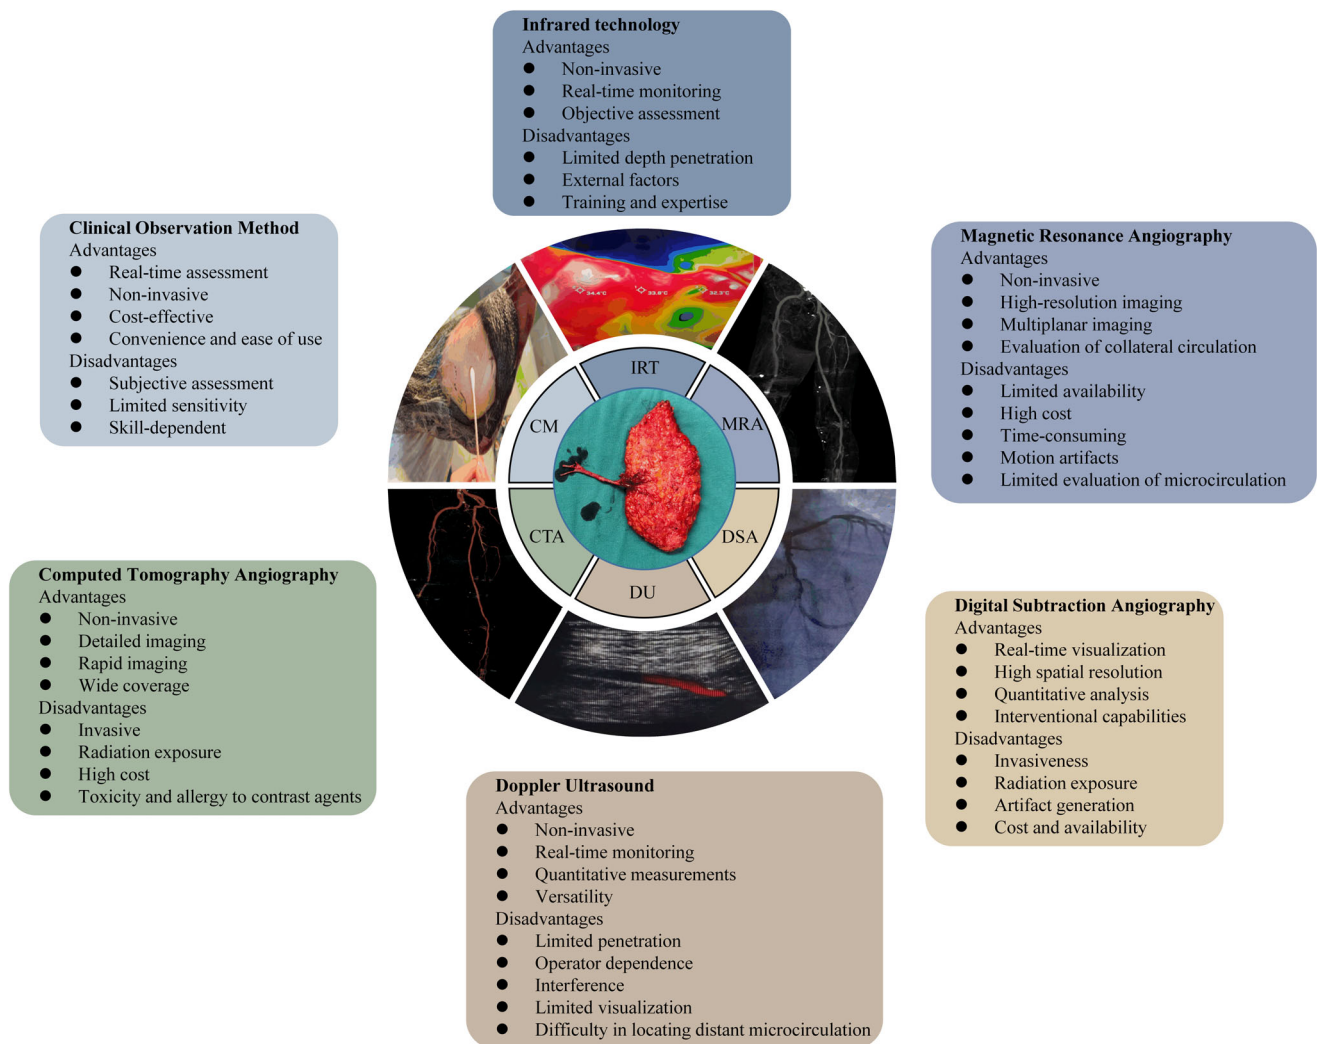 Infrared technology
Advantages
● Non-invasive
● Real-time monitoring
● Objective assessment
Disadvantages
● Limited depth penetration
● External factors
● Training and expertise
Clinical Observation Method
Advantages
● Real-time assessment
● Non-invasive
● Cost-effective
● Convenience and ease of use
Disadvantages
● Subjective assessment
● Limited sensitivity
● Skill-dependent
Magnetic Resonance Angiography
Advantages
● Non-invasive
● High-resolution imaging
● Multiplanar imaging
● Evaluation of collateral circulation
Disadvantages
● Limited availability
● High cost
● Time-consuming
● Motion artifacts
● Limited evaluation of microcirculation
34.4°C 33.8°C 32.3°C
IRT
CM
MRA
CTA
DSA
DU
Computed Tomography Angiography
Advantages
● Non-invasive
● Detailed imaging
● Rapid imaging
● Wide coverage
Disadvantages
● Invasive
● Radiation exposure
● High cost
● Toxicity and allergy to contrast agents
Digital Subtraction Angiography
Advantages
● Real-time visualization
● High spatial resolution
● Quantitative analysis
● Interventional capabilities
Disadvantages
● Invasiveness
● Radiation exposure
● Artifact generation
● Cost and availability
Doppler Ultrasound
Advantages
● Non-invasive
● Real-time monitoring
● Quantitative measurements
● Versatility
Disadvantages
● Limited penetration
● Operator dependence
● Interference
● Limited visualization
● Difficulty in locating distant microcirculation